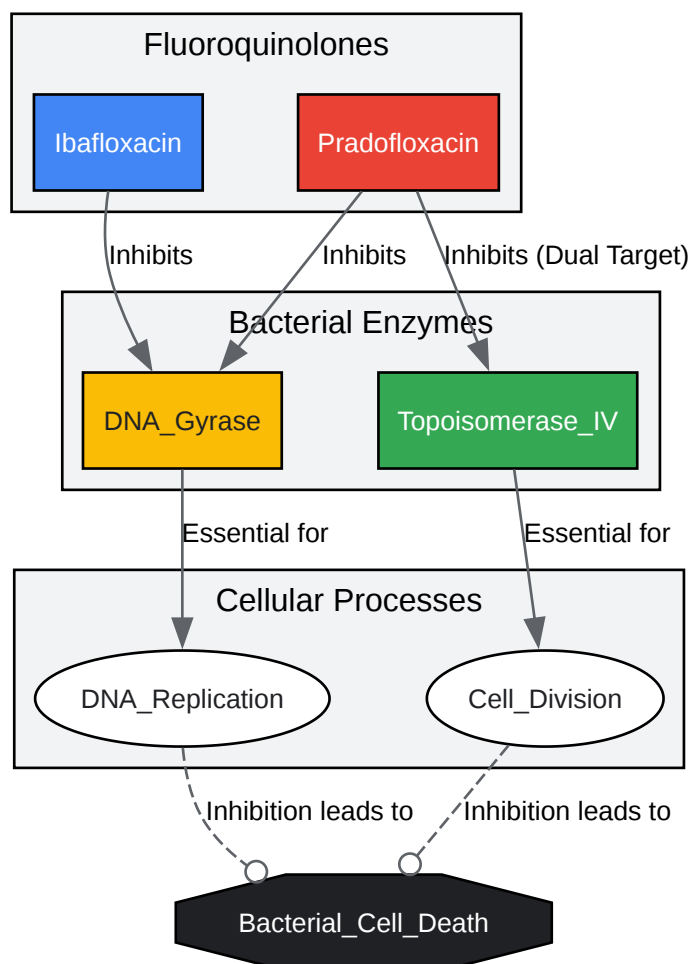 Fluoroquinolones
Ibafloxacin
Pradofloxacin
Inhibits
Inhibits
Inhibits (Dual Target)
Bacterial Enzymes
DNA_Gyrase
Topoisomerase_IV
Essential for
Essential for
Cellular Processes
DNA_Replication
Cell_Division
Inhibition leads to
Inhibition leads to
Bacterial_Cell_Death